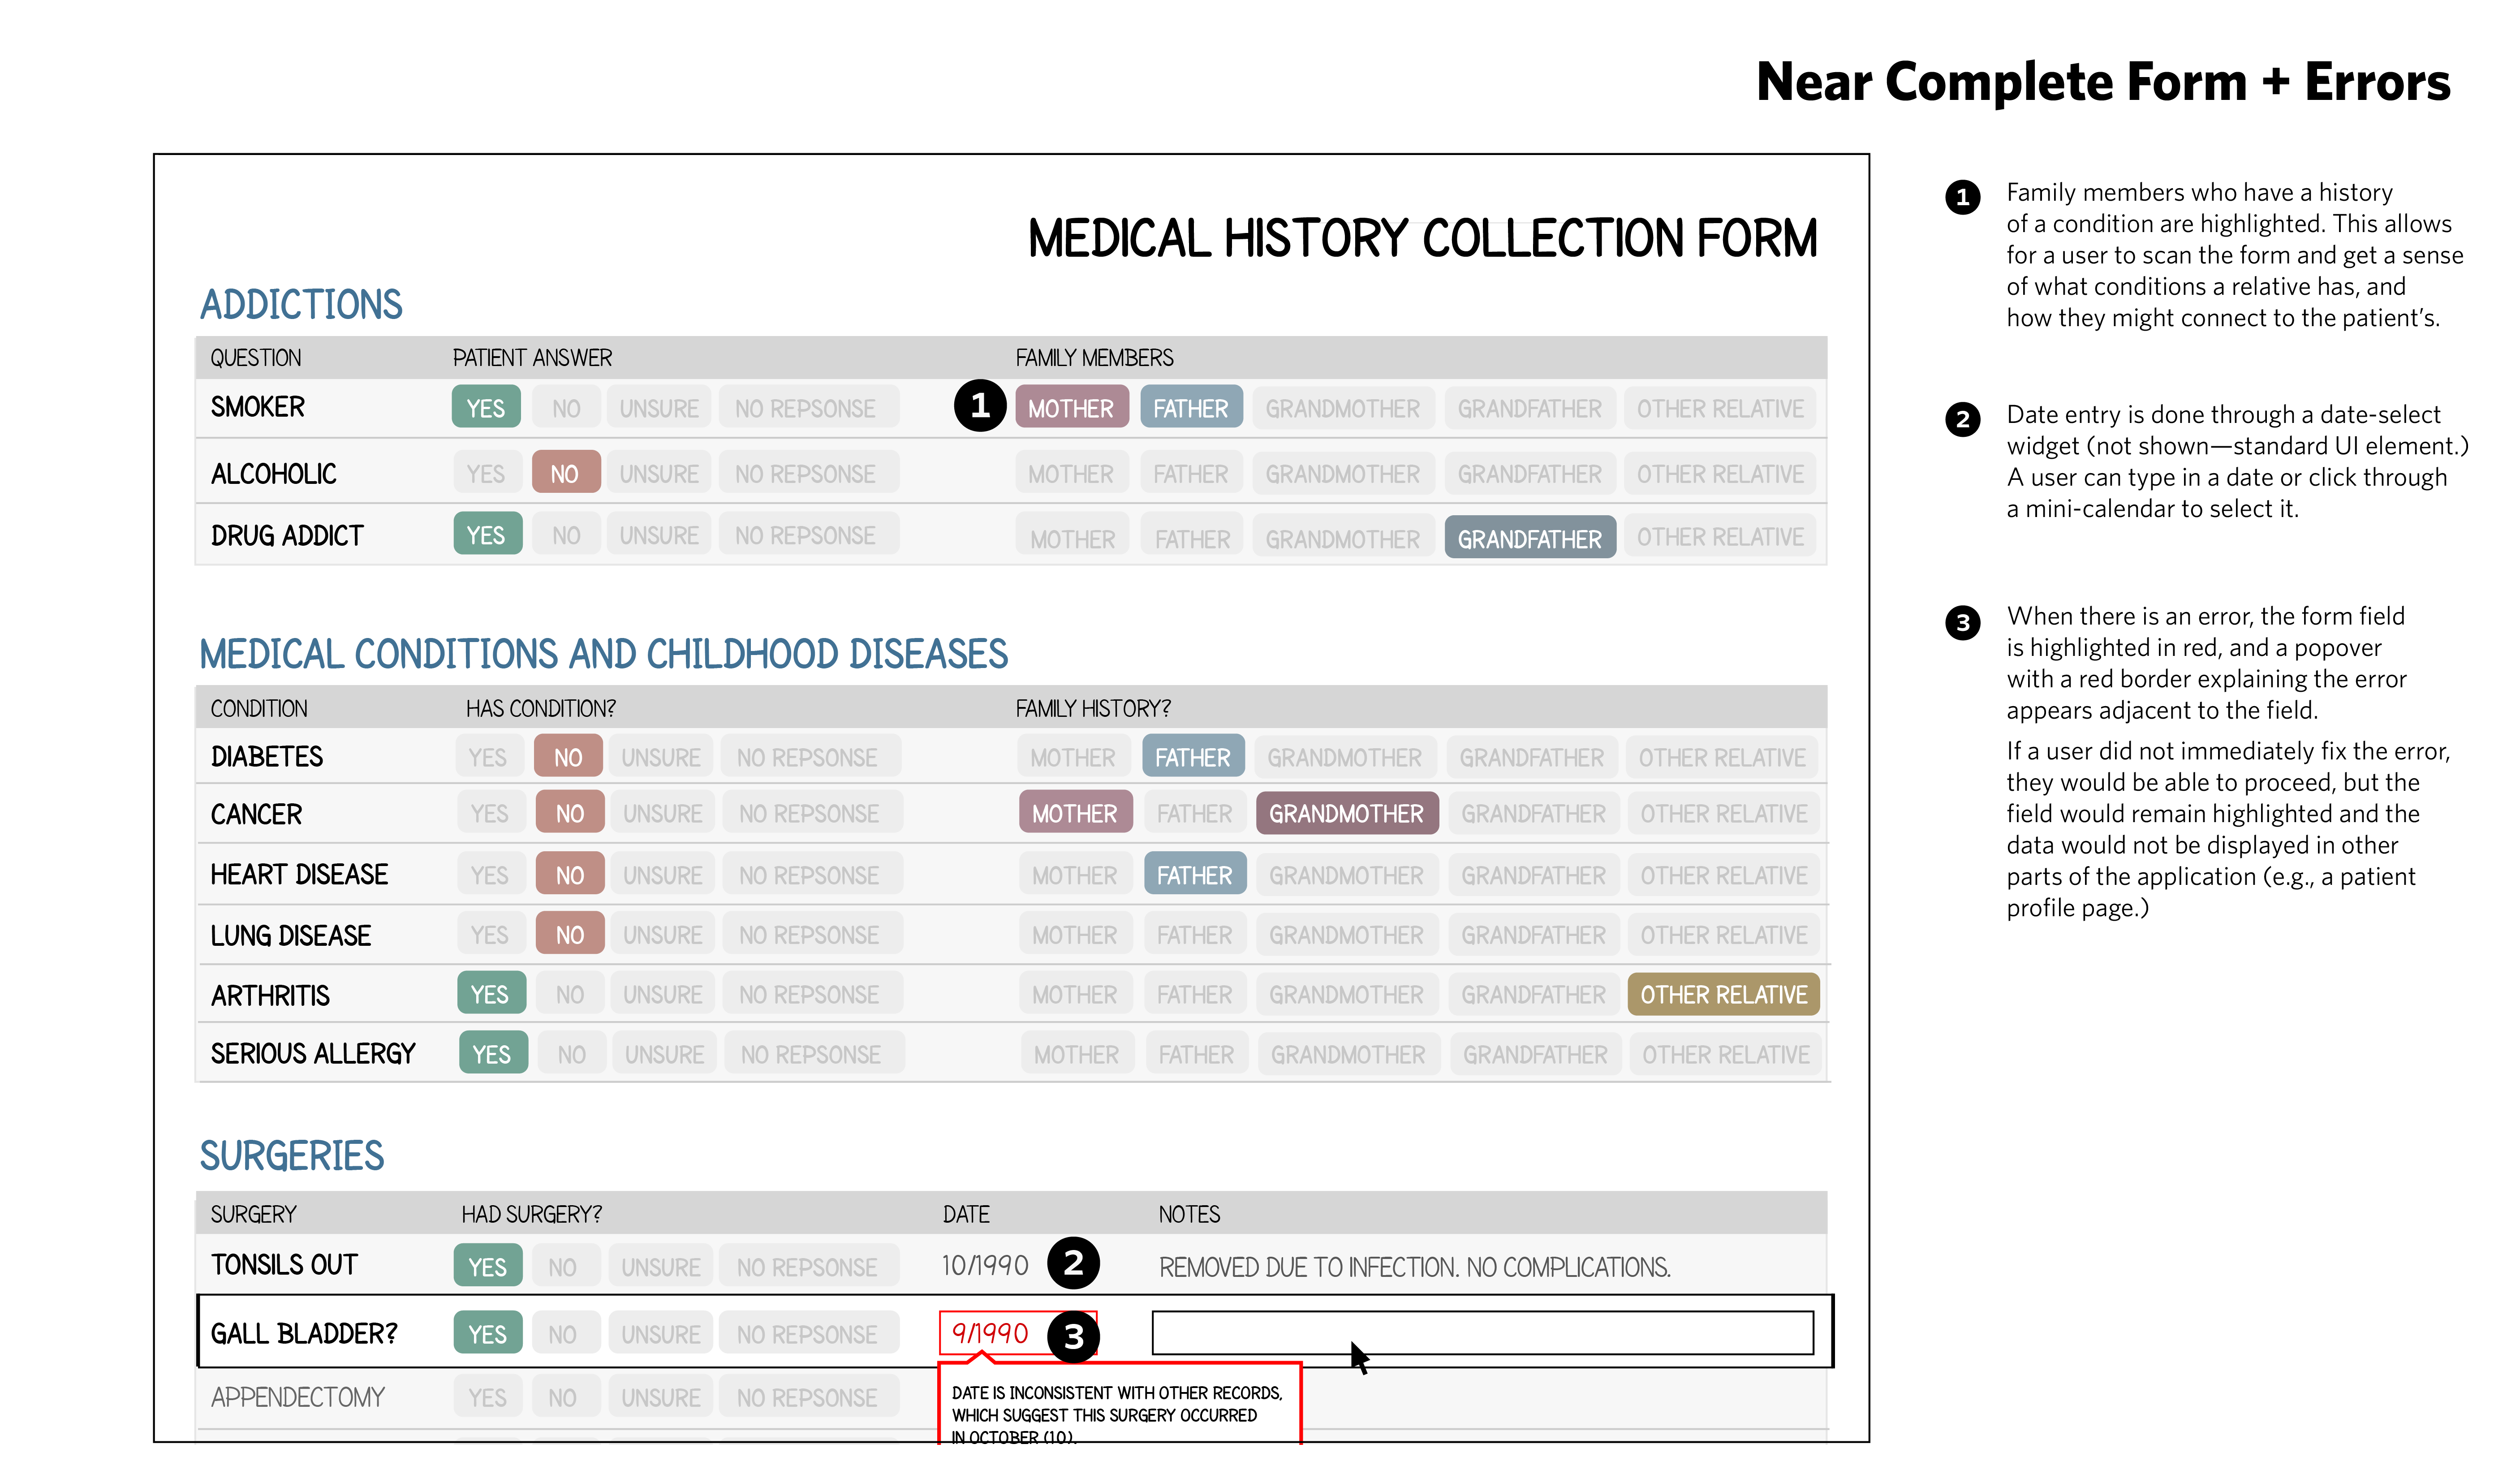 Near Complete Form + Errors
MEDICAL HISTORY COLLECTION FORM
ADDICTIONS
QUESTION PATIENT ANSWER FAMILY MEMBERS
SMOKER YES NO UNSURE NO REPSONSE 1 MOTHER FATHER GRANDMOTHER GRANDFATHER OTHER RELATIVE
ALCOHOLIC YES NO UNSURE NO REPSONSE MOTHER FATHER GRANDMOTHER GRANDFATHER OTHER RELATIVE
DRUG ADDICT YES NO UNSURE NO REPSONSE MOTHER FATHER GRANDMOTHER GRANDFATHER OTHER RELATIVE
MEDICAL CONDITIONS AND CHILDHOOD DISEASES
CONDITION HAS CONDITION? FAMILY HISTORY?
DIABETES YES NO UNSURE NO REPSONSE MOTHER FATHER GRANDMOTHER GRANDFATHER OTHER RELATIVE
CANCER YES NO UNSURE NO REPSONSE MOTHER FATHER GRANDMOTHER GRANDFATHER OTHER RELATIVE
HEART DISEASE YES NO UNSURE NO REPSONSE MOTHER FATHER GRANDMOTHER GRANDFATHER OTHER RELATIVE
LUNG DISEASE YES NO UNSURE NO REPSONSE MOTHER FATHER GRANDMOTHER GRANDFATHER OTHER RELATIVE
ARTHRITIS YES NO UNSURE NO REPSONSE MOTHER FATHER GRANDMOTHER GRANDFATHER OTHER RELATIVE
SERIOUS ALLERGY YES NO UNSURE NO REPSONSE MOTHER FATHER GRANDMOTHER GRANDFATHER OTHER RELATIVE
SURGERIES
SURGERY HAD SURGERY? DATE NOTES
TONSILS OUT YES NO UNSURE NO REPSONSE 10/1990 2 REMOVED DUE TO INFECTION. NO COMPLICATIONS.
GALL BLADDER? YES NO UNSURE NO REPSONSE 9/1990 3
APPENDECTOMY YES NO UNSURE NO REPSONSE
DATE IS INCONSISTENT WITH OTHER RECORDS,
WHICH SUGGEST THIS SURGERY OCCURRED
IN OCTOBER (10).
1 Family members who have a history
of a condition are highlighted. This allows
for a user to scan the form and get a sense
of what conditions a relative has, and
how they might connect to the patient's.
2 Date entry is done through a date-select
widget (not shown—standard UI element.)
A user can type in a date or click through
a mini-calendar to select it.
3 When there is an error, the form field
is highlighted in red, and a popover
with a red border explaining the error
appears adjacent to the field.
If a user did not immediately fix the error,
they would be able to proceed, but the
field would remain highlighted and the
data would not be displayed in other
parts of the application (e.g., a patient
profile page.)